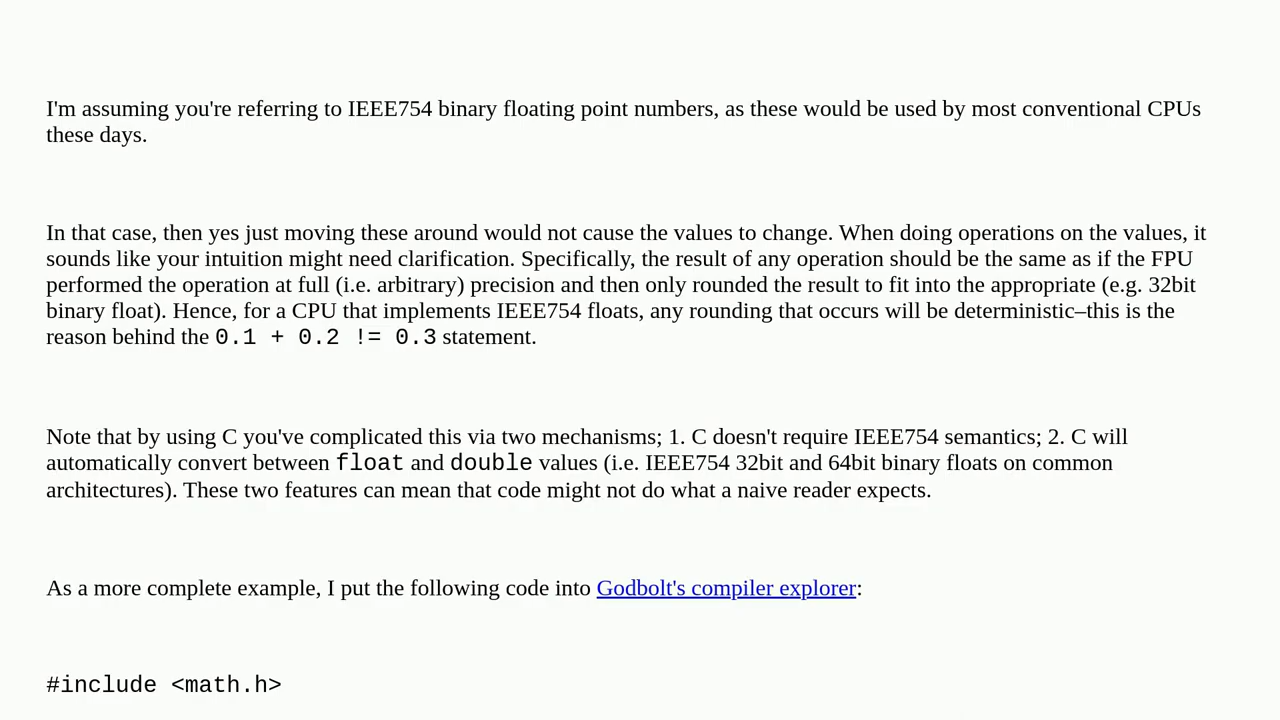 I'm assuming you're referring to IEEE754 binary floating point numbers, as these would be used by most conventional CPUs
these days.
In that case, then yes just moving these around would not cause the values to change. When doing operations on the values, it
sounds like your intuition might need clarification. Specifically, the result of any operation should be the same as if the FPU
performed the operation at full (i.e. arbitrary) precision and then only rounded the result to fit into the appropriate (e.g. 32bit
binary float). Hence, for a CPU that implements IEEE754 floats, any rounding that occurs will be deterministic–this is the
reason behind the 0.1 + 0.2 != 0.3 statement.
Note that by using C you've complicated this via two mechanisms; 1. C doesn't require IEEE754 semantics; 2. C will
automatically convert between float and double values (i.e. IEEE754 32bit and 64bit binary floats on common
architectures). These two features can mean that code might not do what a naive reader expects.
As a more complete example, I put the following code into Godbolt's compiler explorer:
#include <math.h>